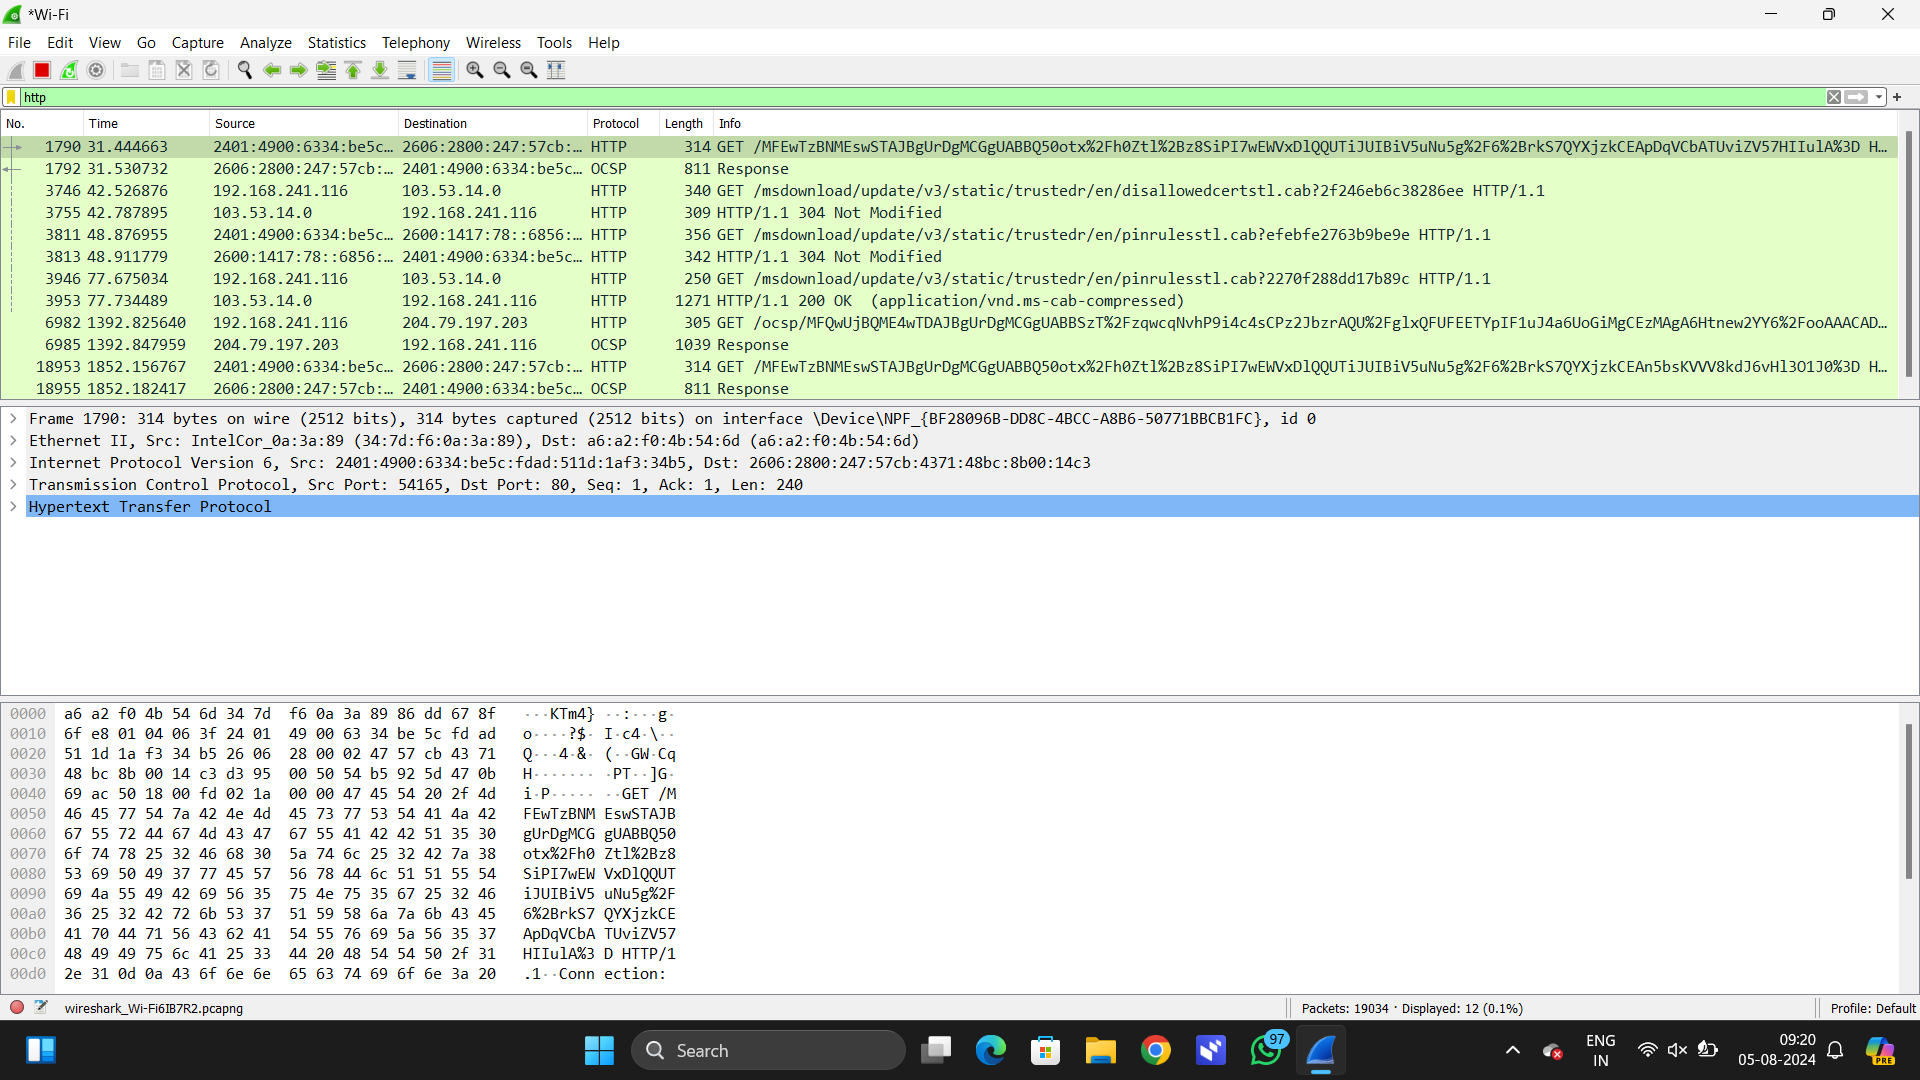 *Wi-Fi
File Edit View Go Capture Analyze Statistics Telephony Wireless Tools Help
http
No. Time Source Destination Protocol Length Info
1790 31.444663 2401:4900:6334:be5c… 2606:2800:247:57cb:… HTTP 314 GET /MFEwTzBNMEswSTAJBgUrDgMCGgUABBQ50otx%2Fh0Ztl%2Bz8SiPI7wEWVxDlQQUTiJUIBiV5uNu5g%2F6%2BrkS7QYXjzkCEApDqVCbATUviZV57HIIulA%3D H…
1792 31.530732 2606:2800:247:57cb:… 2401:4900:6334:be5c… OCSP 811 Response
3746 42.526876 192.168.241.116 103.53.14.0 HTTP 340 GET /msdownload/update/v3/static/trustedr/en/disallowedcertstl.cab?2f246eb6c38286ee HTTP/1.1
3755 42.787895 103.53.14.0 192.168.241.116 HTTP 309 HTTP/1.1 304 Not Modified
3811 48.876955 2401:4900:6334:be5c… 2600:1417:78::6856:… HTTP 356 GET /msdownload/update/v3/static/trustedr/en/pinrulesstl.cab?efebfe2763b9be9e HTTP/1.1
3813 48.911779 2600:1417:78::6856:… 2401:4900:6334:be5c… HTTP 342 HTTP/1.1 304 Not Modified
3946 77.675034 192.168.241.116 103.53.14.0 HTTP 250 GET /msdownload/update/v3/static/trustedr/en/pinrulesstl.cab?2270f288dd17b89c HTTP/1.1
3953 77.734489 103.53.14.0 192.168.241.116 HTTP 1271 HTTP/1.1 200 OK (application/vnd.ms-cab-compressed)
6982 1392.825640 192.168.241.116 204.79.197.203 HTTP 305 GET /ocsp/MFQwUjBQME4wTDAJBgUrDgMCGgUABBSzT%2FzqwcqNvhP9i4c4sCPz2JbzrAQU%2FglxQFUFEETYpIF1uJ4a6UoGiMgCEzMAgA6Htnew2YY6%2FooAAACAD…
6985 1392.847959 204.79.197.203 192.168.241.116 OCSP 1039 Response
18953 1852.156767 2401:4900:6334:be5c… 2606:2800:247:57cb:… HTTP 314 GET /MFEwTzBNMEswSTAJBgUrDgMCGgUABBQ50otx%2Fh0Ztl%2Bz8SiPI7wEWVxDlQQUTiJUIBiV5uNu5g%2F6%2BrkS7QYXjzkCEAn5bsKVVV8kdJ6vHl3O1J0%3D H…
18955 1852.182417 2606:2800:247:57cb:… 2401:4900:6334:be5c… OCSP 811 Response
Frame 1790: 314 bytes on wire (2512 bits), 314 bytes captured (2512 bits) on interface \Device\NPF_{BF28096B-DD8C-4BCC-A8B6-50771BBCB1FC}, id 0
Ethernet II, Src: IntelCor_0a:3a:89 (34:7d:f6:0a:3a:89), Dst: a6:a2:f0:4b:54:6d (a6:a2:f0:4b:54:6d)
Internet Protocol Version 6, Src: 2401:4900:6334:be5c:fdad:511d:1af3:34b5, Dst: 2606:2800:247:57cb:4371:48bc:8b00:14c3
Transmission Control Protocol, Src Port: 54165, Dst Port: 80, Seq: 1, Ack: 1, Len: 240
Hypertext Transfer Protocol
0000 a6 a2 f0 4b 54 6d 34 7d f6 0a 3a 89 86 dd 67 8f ···KTm4} ··:···g·
0010 6f e8 01 04 06 3f 24 01 49 00 63 34 be 5c fd ad o····?$· I·c4·\··
0020 51 1d 1a f3 34 b5 26 06 28 00 02 47 57 cb 43 71 Q···4·&· (··GW·Cq
0030 48 bc 8b 00 14 c3 d3 95 00 50 54 b5 92 5d 47 0b H······· ·PT··]G·
0040 69 ac 50 18 00 fd 02 1a 00 00 47 45 54 20 2f 4d i·P····· ··GET /M
0050 46 45 77 54 7a 42 4e 4d 45 73 77 53 54 41 4a 42 FEwTzBNM EswSTAJB
0060 67 55 72 44 67 4d 43 47 67 55 41 42 42 51 35 30 gUrDgMCG gUABBQ50
0070 6f 74 78 25 32 46 68 30 5a 74 6c 25 32 42 7a 38 otx%2Fh0 Ztl%2Bz8
0080 53 69 50 49 37 77 45 57 56 78 44 6c 51 51 55 54 SiPI7wEW VxDlQQUT
0090 69 4a 55 49 42 69 56 35 75 4e 75 35 67 25 32 46 iJUIBiV5 uNu5g%2F
00a0 36 25 32 42 72 6b 53 37 51 59 58 6a 7a 6b 43 45 6%2BrkS7 QYXjzkCE
00b0 41 70 44 71 56 43 62 41 54 55 76 69 5a 56 35 37 ApDqVCbA TUviZV57
00c0 48 49 49 75 6c 41 25 33 44 20 48 54 54 50 2f 31 HIIulA%3 D HTTP/1
00d0 2e 31 0d 0a 43 6f 6e 6e 65 63 74 69 6f 6e 3a 20 .1··Conn ection:
wireshark_Wi-Fi6IB7R2.pcapng Packets: 19034 · Displayed: 12 (0.1%) Profile: Default
Search 97 ENG IN 09:20 05-08-2024 PRE